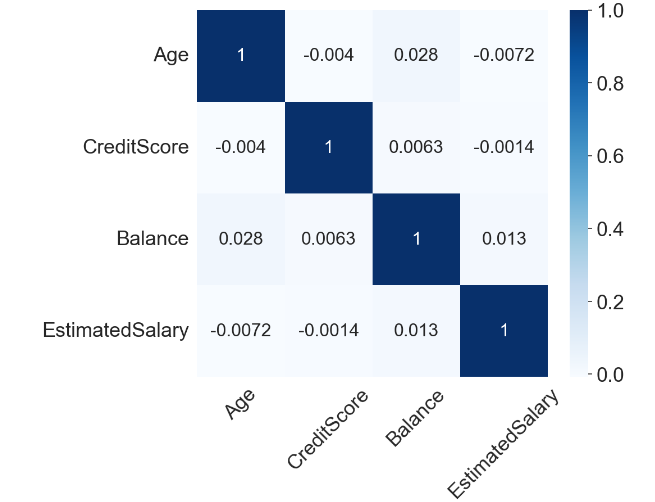 Age 1 -0.004 0.028 -0.0072
CreditScore -0.004 1 0.0063 -0.0014
Balance 0.028 0.0063 1 0.013
EstimatedSalary -0.0072 -0.0014 0.013 1
Age CreditScore Balance EstimatedSalary
1.0
0.8
0.6
0.4
0.2
0.0